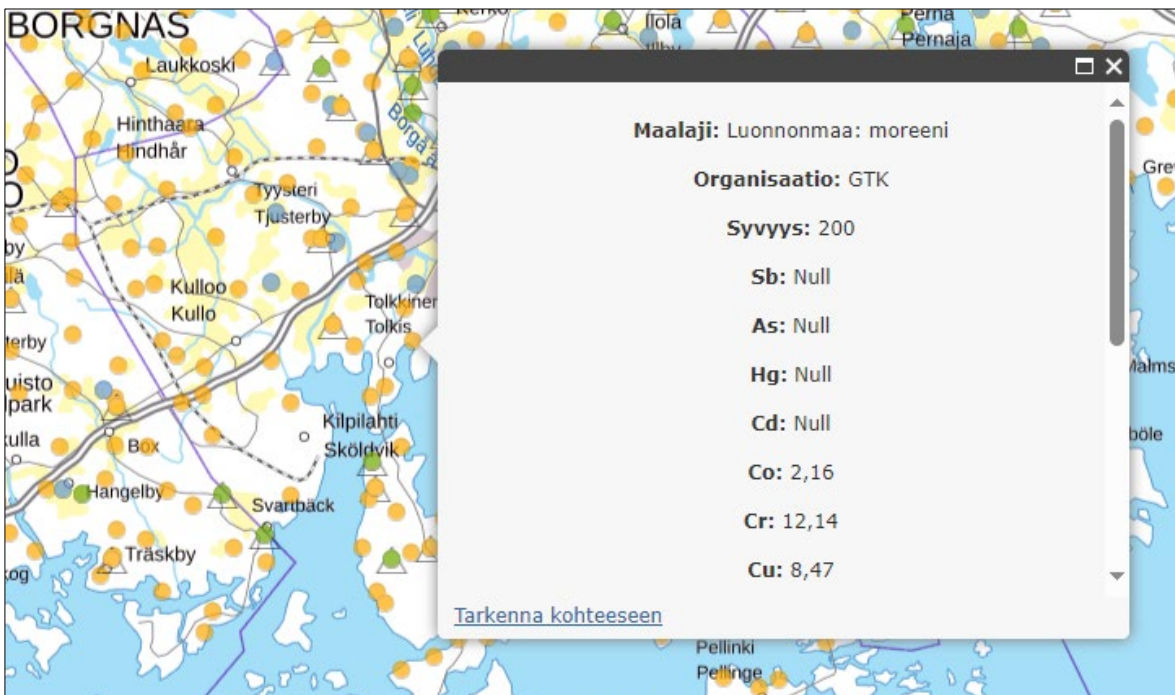 BORGNAS
Laukkoski
Hinthaara
Hindhår
Tyysteri
Tjusterby
Kulloo
Kullo
Tolkkinen
Tolkis
Kilpilahti
Sköldvik
Box
Hangelby
Svartbäck
Träskby
Borgå å
Ilola
Perna
Pernaja
Maalaji: Luonnonmaa: moreeni
Organisaatio: GTK
Syvyys: 200
Sb: Null
As: Null
Hg: Null
Cd: Null
Co: 2,16
Cr: 12,14
Cu: 8,47
Tarkenna kohteeseen
Pellinki
Pellinge